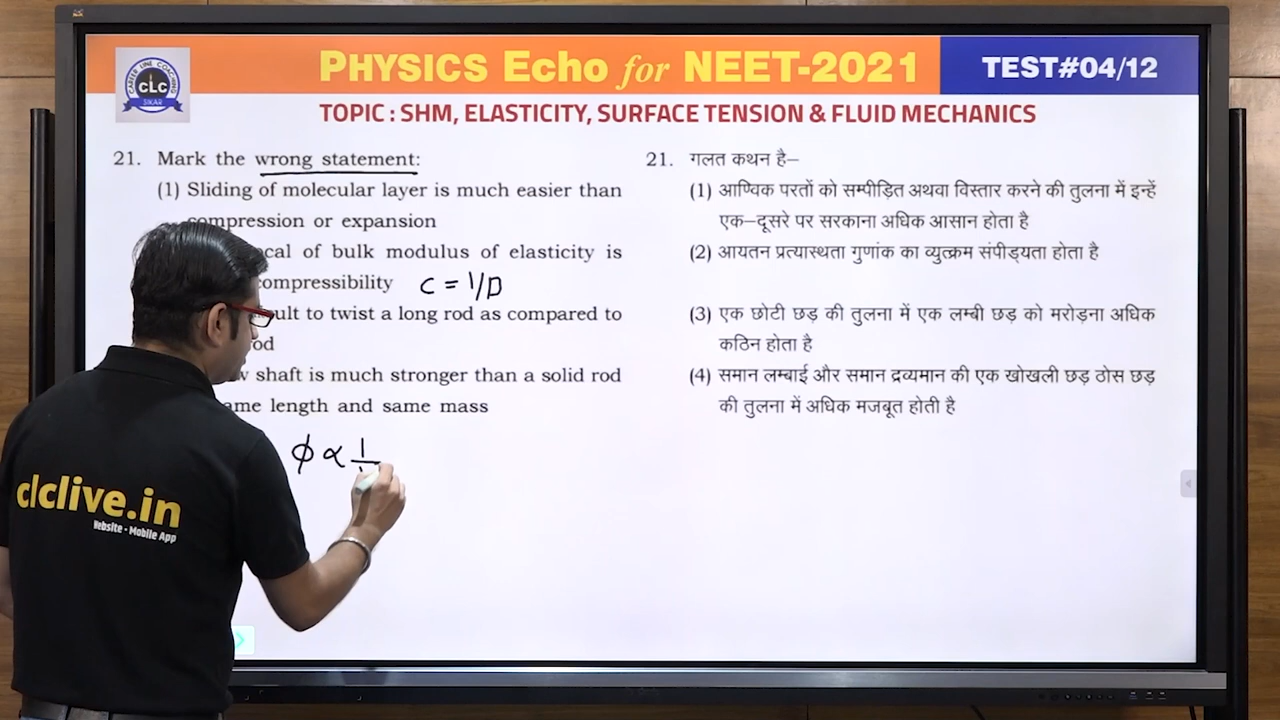 PHYSICS Echo for NEET-2021
TEST#04/12
CAREER LINE COACHING
CLC
SIKAR
TOPIC : SHM, ELASTICITY, SURFACE TENSION & FLUID MECHANICS
21. Mark the wrong statement:
(1) Sliding of molecular layer is much easier than
compression or expansion
of bulk modulus of elasticity is
compressibility C = 1/B
to twist a long rod as compared to
shaft is much stronger than a solid rod
length and same mass
ϕ ∝ 1
21. गलत कथन है–
(1) आण्विक परतों को सम्पीड़ित अथवा विस्तार करने की तुलना में इन्हें
एक–दूसरे पर सरकाना अधिक आसान होता है
(2) आयतन प्रत्यास्थता गुणांक का व्युत्क्रम संपीड्यता होता है
(3) एक छोटी छड़ की तुलना में एक लम्बी छड़ को मरोड़ना अधिक
कठिन होता है
(4) समान लम्बाई और समान द्रव्यमान की एक खोखली छड़ ठोस छड़
की तुलना में अधिक मजबूत होती है
clclive.in
Website - Mobile App